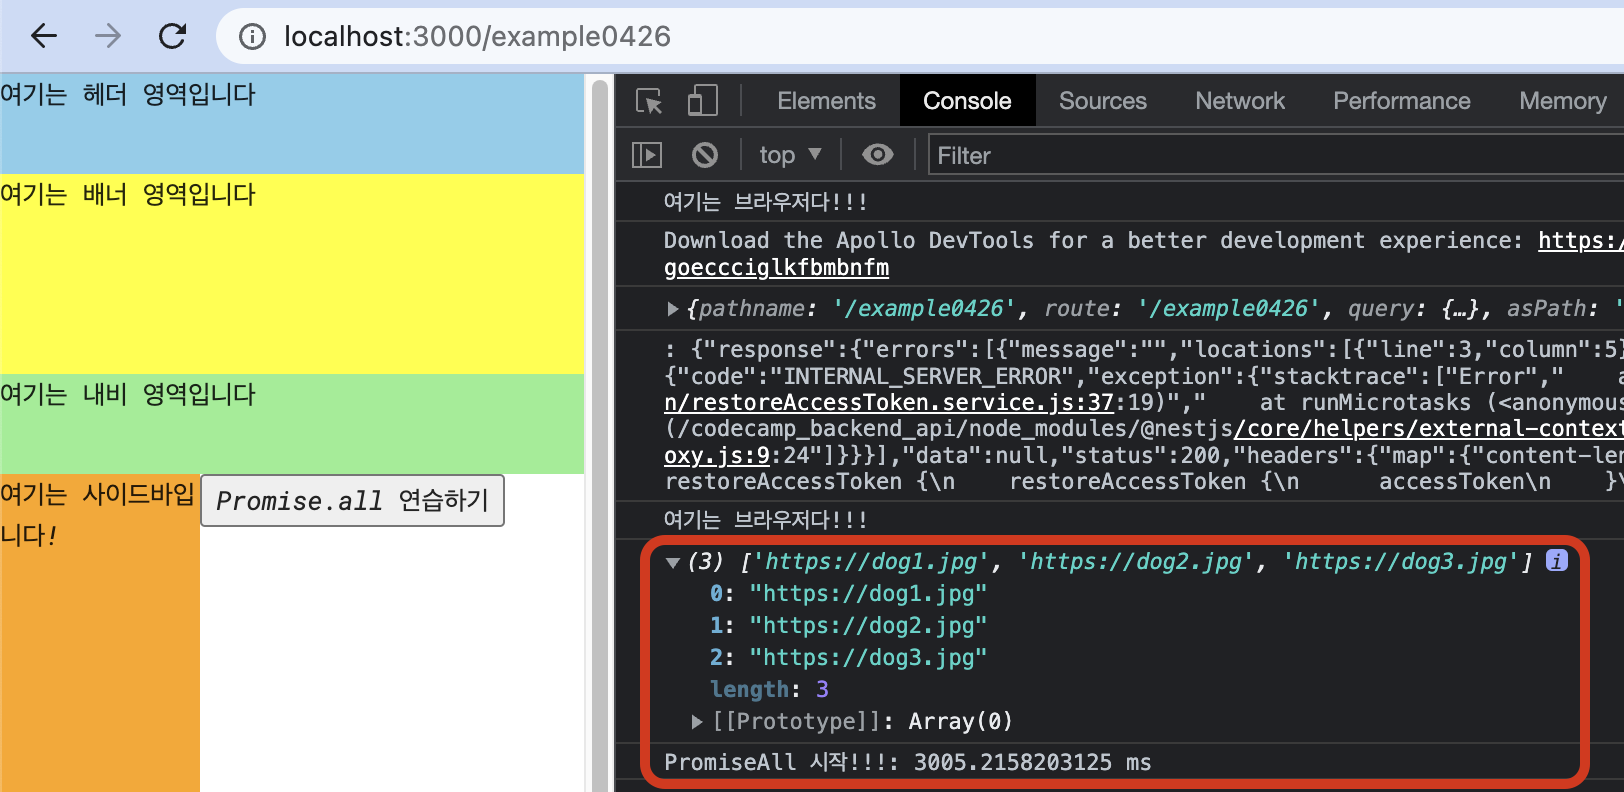 localhost:3000/example0426
여기는 헤더 영역입니다
여기는 배너 영역입니다
여기는 내비 영역입니다
여기는 사이드바입
니다!
Promise.all 연습하기
Elements Console Sources Network Performance Memory
top ▼ Filter
여기는 브라우저다!!!
Download the Apollo DevTools for a better development experience: https:/
goeccciglkfbmbnfm
▶{pathname: '/example0426', route: '/example0426', query: {…}, asPath: '
: {"response":{"errors":[{"message":"","locations":[{"line":3,"column":5}
{"code":"INTERNAL_SERVER_ERROR","exception":{"stacktrace":["Error","    a
n/restoreAccessToken.service.js:37:19)","    at runMicrotasks (<anonymous
(/codecamp_backend_api/node_modules/@nestjs/core/helpers/external-context
oxy.js:9:24"]}}}],"data":null,"status":200,"headers":{"map":{"content-len
restoreAccessToken {\n    restoreAccessToken {\n      accessToken\n    }\
여기는 브라우저다!!!
▼(3) ['https://dog1.jpg', 'https://dog2.jpg', 'https://dog3.jpg'] i
0: "https://dog1.jpg"
1: "https://dog2.jpg"
2: "https://dog3.jpg"
length: 3
▶[[Prototype]]: Array(0)
PromiseAll 시작!!!: 3005.2158203125 ms